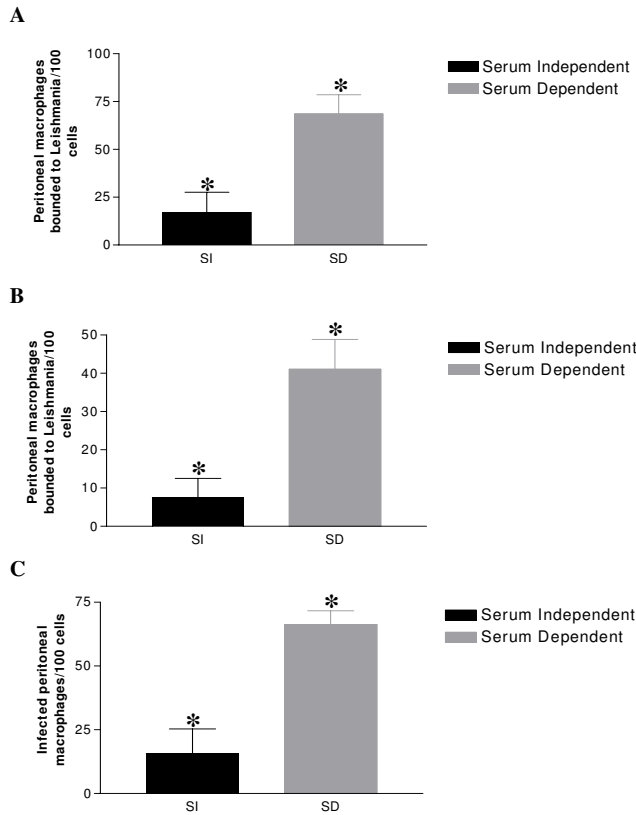 A
Peritoneal macrophages
bounded to Leishmania/100
cells
100
75
50
25
0
*
*
SI
SD
Serum Independent
Serum Dependent
B
Peritoneal macrophages
bounded to Leishmania/100
cells
50
40
30
20
10
0
*
*
SI
SD
Serum Independent
Serum Dependent
C
Infected peritoneal
macrophages/100 cells
75
50
25
0
*
*
SI
SD
Serum Independent
Serum Dependent